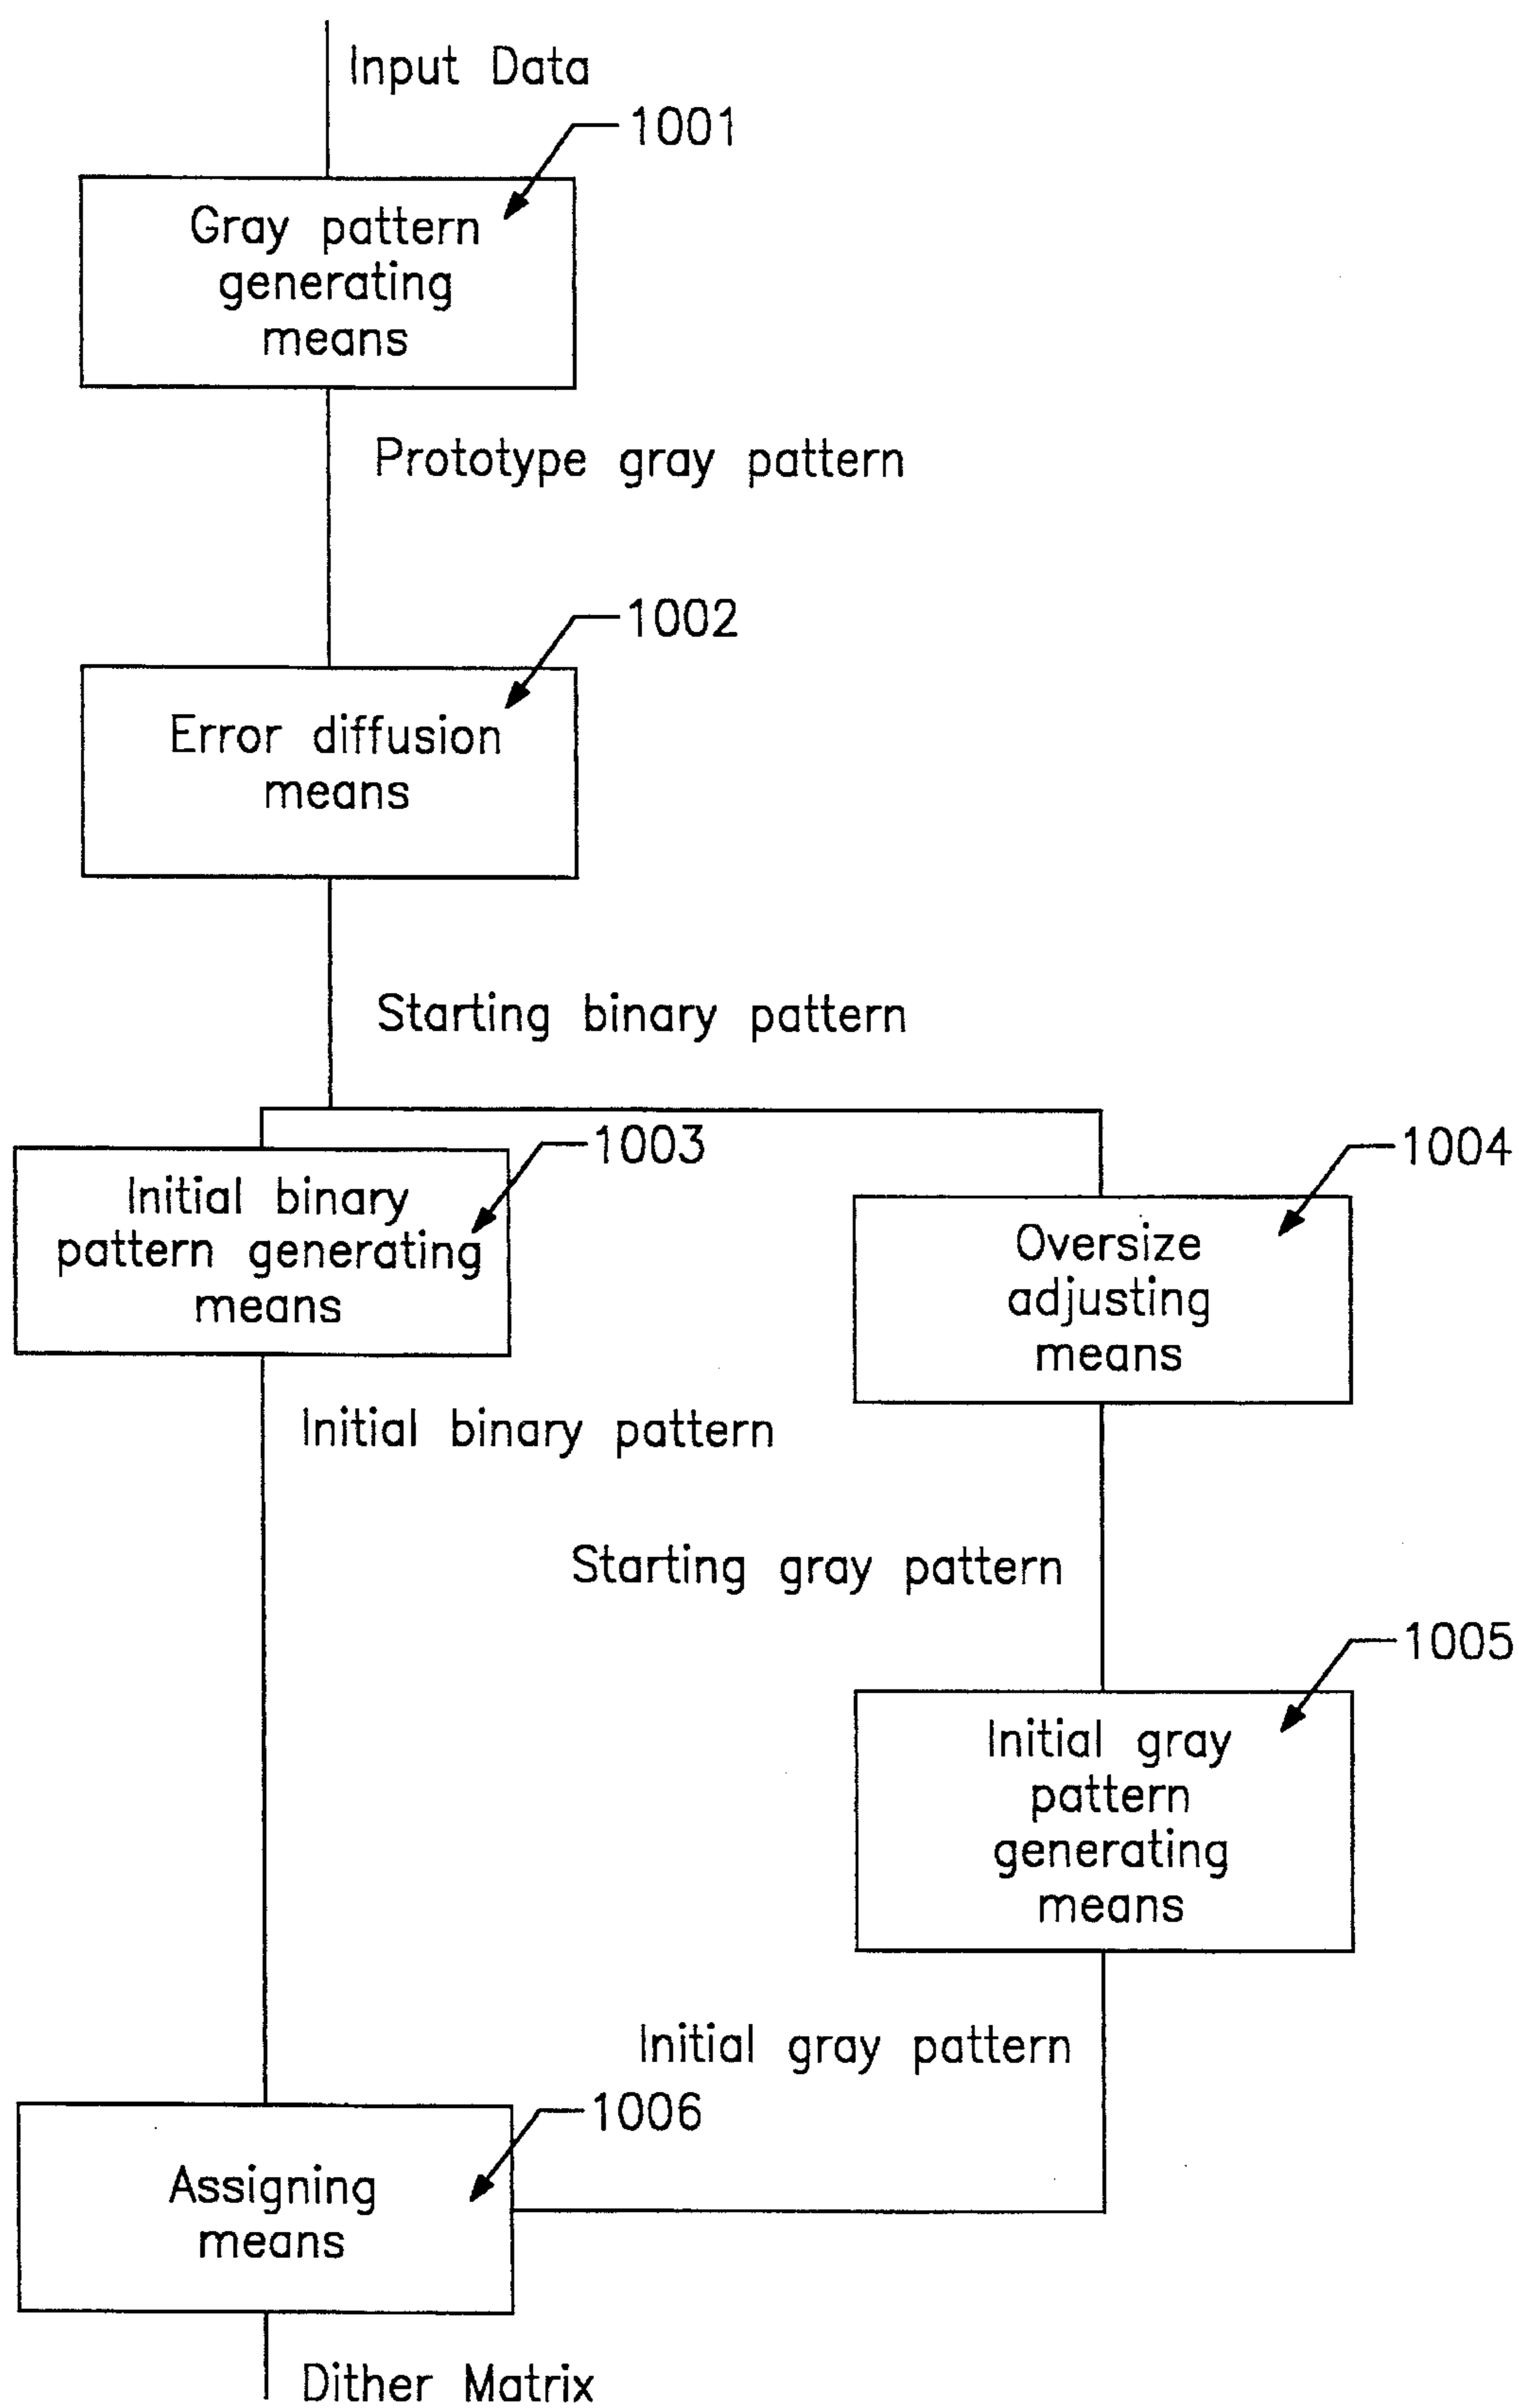 Input Data
1001
Gray pattern
generating
means
Prototype gray pattern
1002
Error diffusion
means
Starting binary pattern
1003
Initial binary
pattern generating
means
1004
Oversize
adjusting
means
Initial binary pattern
Starting gray pattern
1005
Initial gray
pattern
generating
means
Initial gray pattern
1006
Assigning
means
Dither Matrix